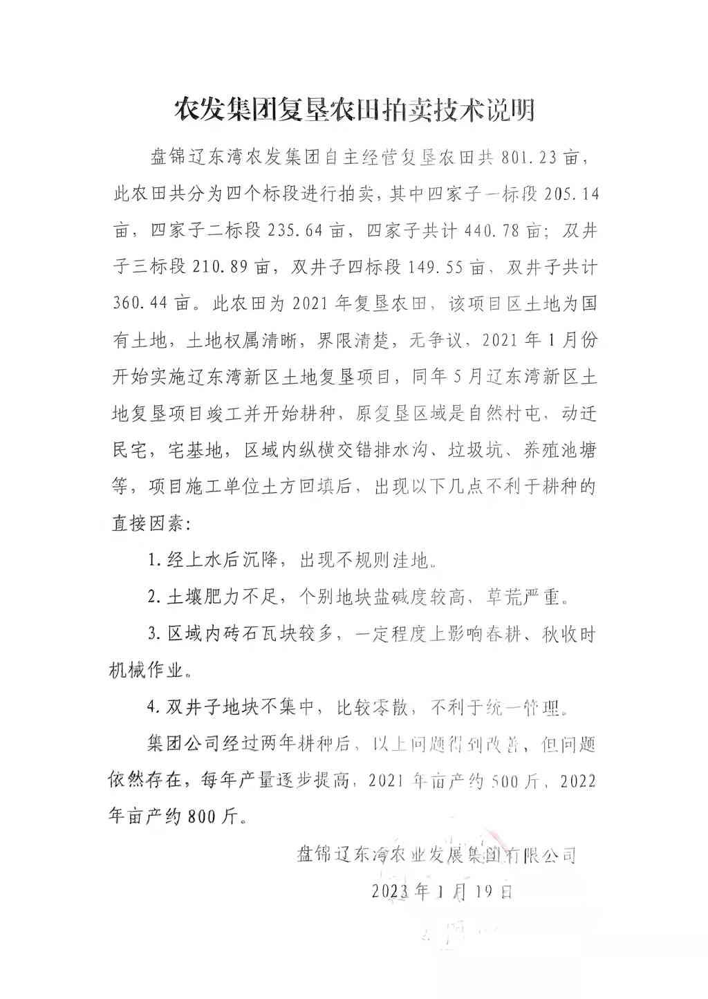 农发集团复垦农田拍卖技术说明
盘锦辽东湾农发集团自主经营复垦农田共801.23亩，
此农田共分为四个标段进行拍卖，其中四家子一标段205.14
亩，四家子二标段235.64亩，四家子共计440.78亩；双井
子三标段210.89亩，双井子四标段149.55亩，双井子共计
360.44亩。此农田为2021年复垦农田，该项目区土地为国
有土地，土地权属清晰，界限清楚，无争议，2021年1月份
开始实施辽东湾新区土地复垦项目，同年5月辽东湾新区土
地复垦项目竣工并开始耕种，原复垦区域是自然村屯，动迁
民宅，宅基地，区域内纵横交错排水沟、垃圾坑、养殖池塘
等，项目施工单位土方回填后，出现以下几点不利于耕种的
直接因素：
1.经上水后沉降，出现不规则洼地。
2.土壤肥力不足，个别地块盐碱度较高，草荒严重。
3.区域内砖石瓦块较多，一定程度上影响春耕、秋收时
机械作业。
4.双井子地块不集中，比较零散，不利于统一管理。
集团公司经过两年耕种后，以上问题得到改善，但问题
依然存在，每年产量逐步提高，2021年亩产约500斤，2022
年亩产约800斤。
盘锦辽东湾农业发展集团有限公司
2023年1月19日